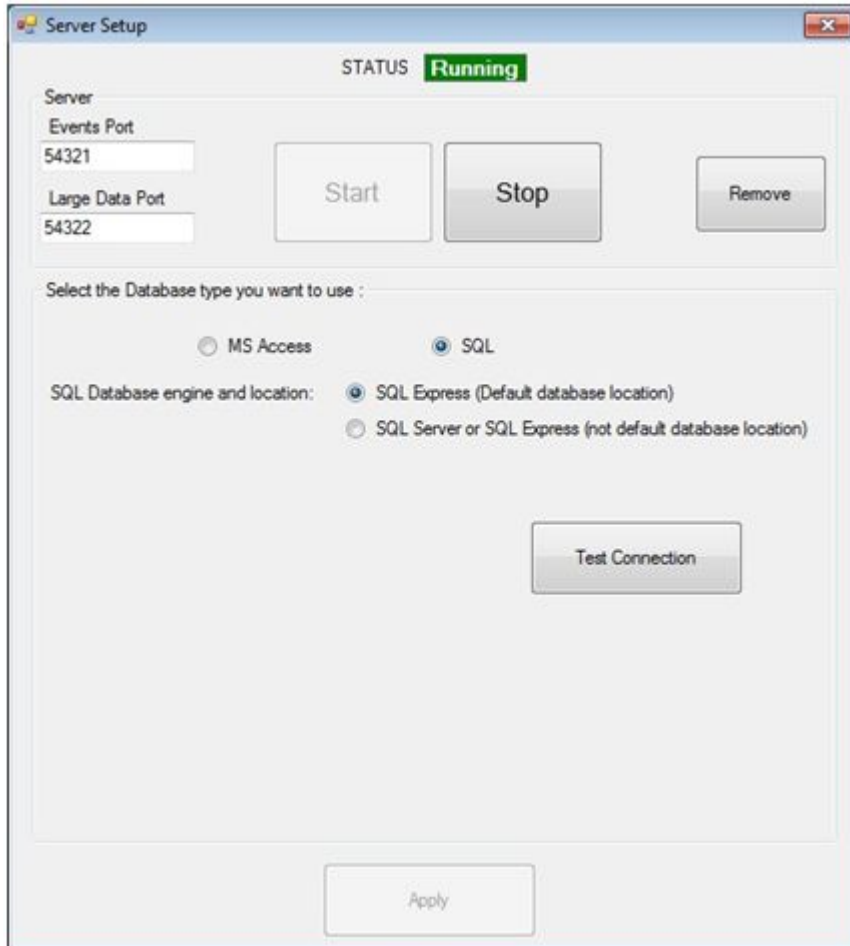 Server Setup
STATUS Running
Server
Events Port
54321
Large Data Port
54322
Start
Stop
Remove
Select the Database type you want to use :
MS Access
SQL
SQL Database engine and location:
SQL Express (Default database location)
SQL Server or SQL Express (not default database location)
Test Connection
Apply